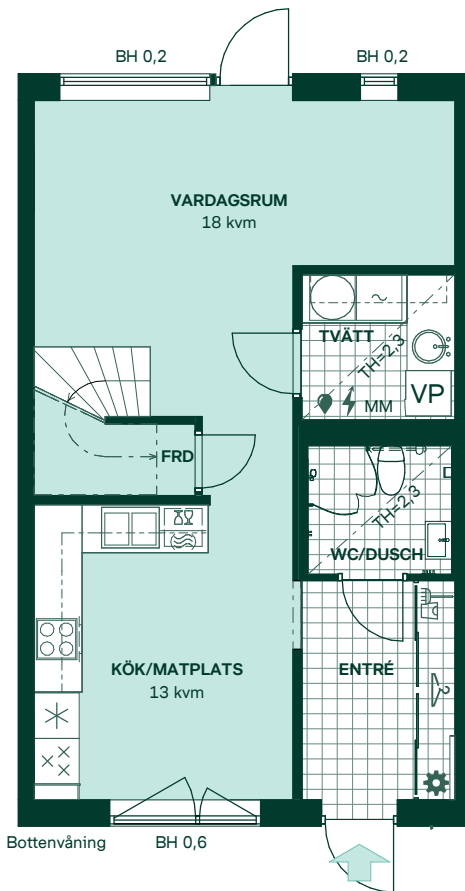 BH 0,2
BH 0,2
VARDAGSRUM
18 kvm
TVÄTT
TH=2,3
VP
MM
FRD
TH=2,3
WC/DUSCH
KÖK/MATPLATS
13 kvm
ENTRÉ
Bottenvåning
BH 0,6